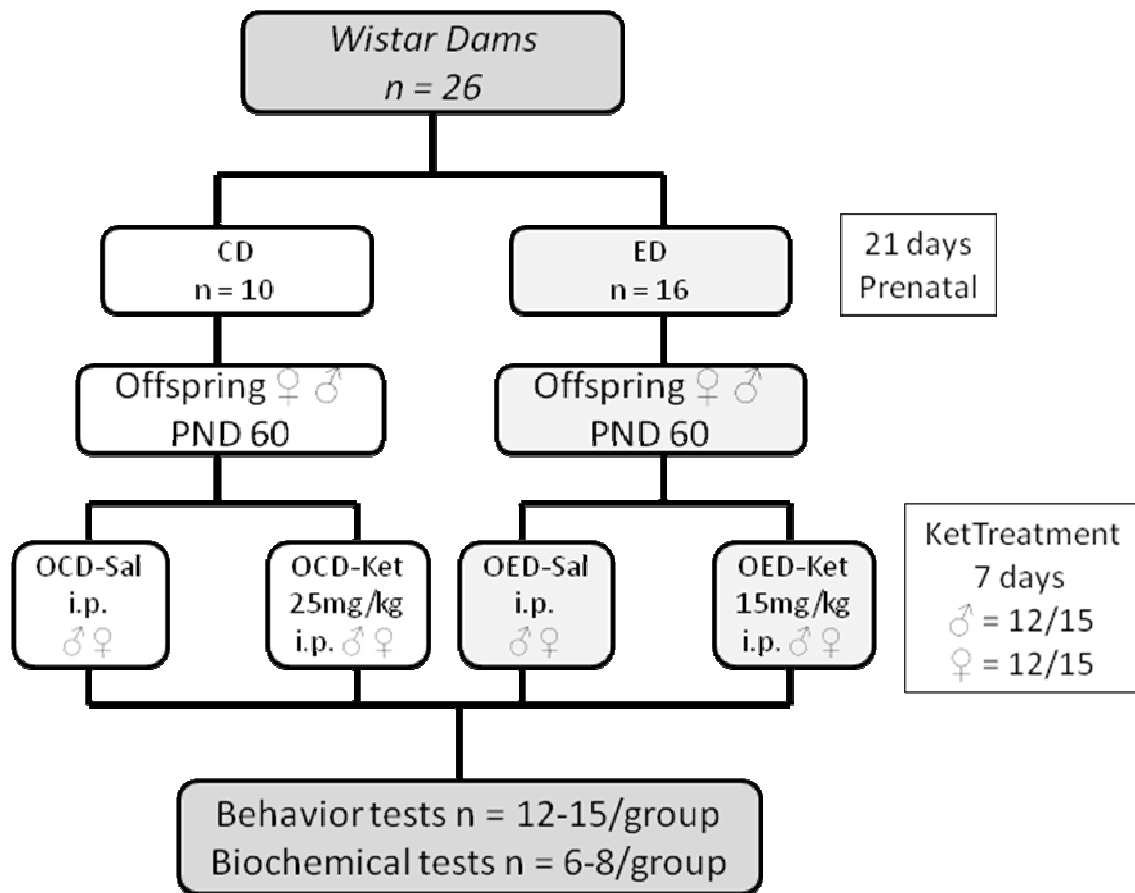 Wistar Dams
n = 26
CD
n = 10
ED
n = 16
21 days
Prenatal
Offspring ♀ ♂
PND 60
Offspring ♀ ♂
PND 60
OCD-Sal
i.p.
♂ ♀
OCD-Ket
25mg/kg
i.p. ♂ ♀
OED-Sal
i.p.
♂ ♀
OED-Ket
15mg/kg
i.p. ♂ ♀
KetTreatment
7 days
♂ = 12/15
♀ = 12/15
Behavior tests n = 12-15/group
Biochemical tests n = 6-8/group